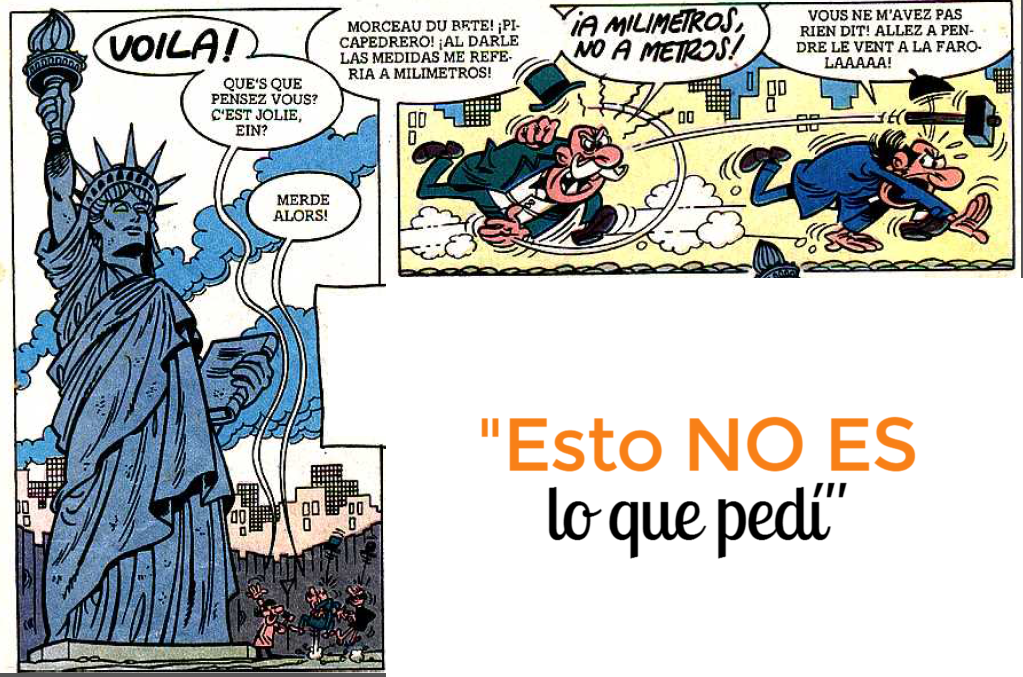 VOILA!
QUE'S QUE
PENSEZ VOUS?
C'EST JOLIE,
EIN?
MERDE
ALORS!
MORCEAU DU BETE! ¡PI-
CAPEDRERO! ¡AL DARLE
LAS MEDIDAS ME REFE-
RIA A MILIMETROS!
¡A MILIMETROS,
NO A METROS!
VOUS NE M'AVEZ PAS
RIEN DIT! ALLEZ A PEN-
DRE LE VENT A LA FARO-
LAAAAA!
"Esto NO ES
lo que pedí"